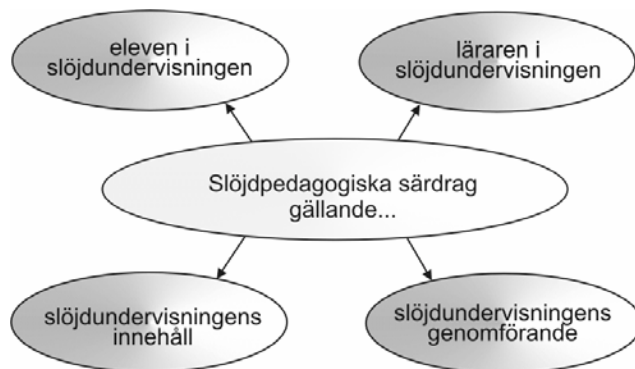 eleven i
slöjdundervisningen
läraren i
slöjdundervisningen
Slöjdpedagogiska särdrag
gällande...
slöjdundervisningens
innehåll
slöjdundervisningens
genomförande